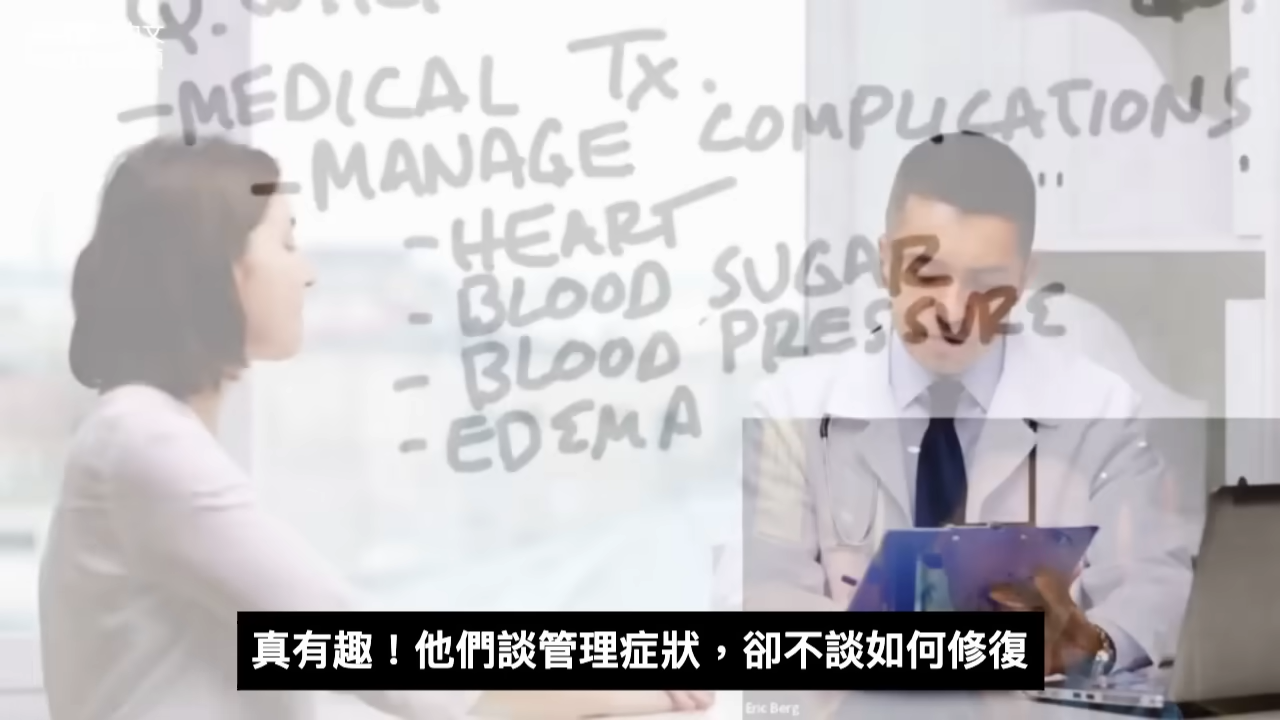 - MEDICAL TX.
- MANAGE COMPLICATIONS
- HEART
- BLOOD SUGAR
- BLOOD PRESSURE
- EDEMA
真有趣！他們談管理症狀，卻不談如何修復
Eric Berg